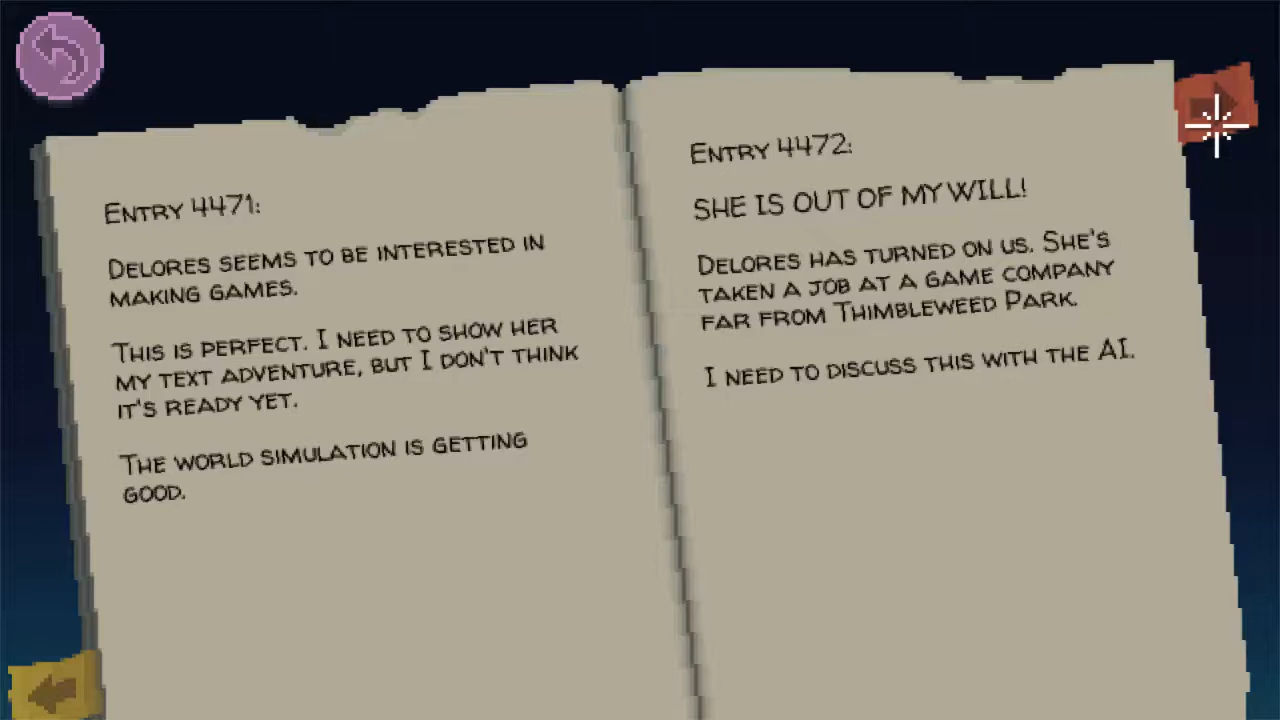 Entry 4471:
Delores seems to be interested in
making games.
This is perfect. I need to show her
my text adventure, but I don't think
it's ready yet.
The world simulation is getting
good.
Entry 4472:
SHE IS OUT OF MY WILL!
Delores has turned on us. She's
taken a job at a game company
far from Thimbleweed Park.
I need to discuss this with the AI.